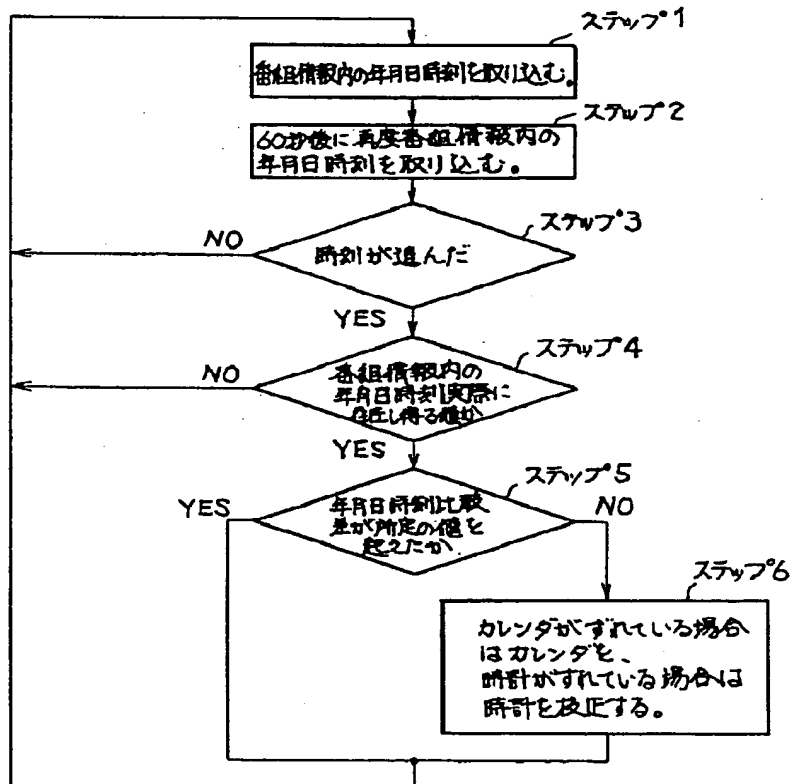 ステップ1
番組情報内の年月日時刻を取り込む。
ステップ2
60秒後に再度番組情報内の
年月日時刻を取り込む。
ステップ3
時刻が進んだ
NO
YES
ステップ4
番組情報内の
年月日時刻実際に
存在し得る値か
NO
YES
ステップ5
年月日時刻比較
差が所定の値を
超えたか
YES
NO
ステップ6
カレンダがずれている場合
はカレンダを、
時計がずれている場合は
時計を校正する。